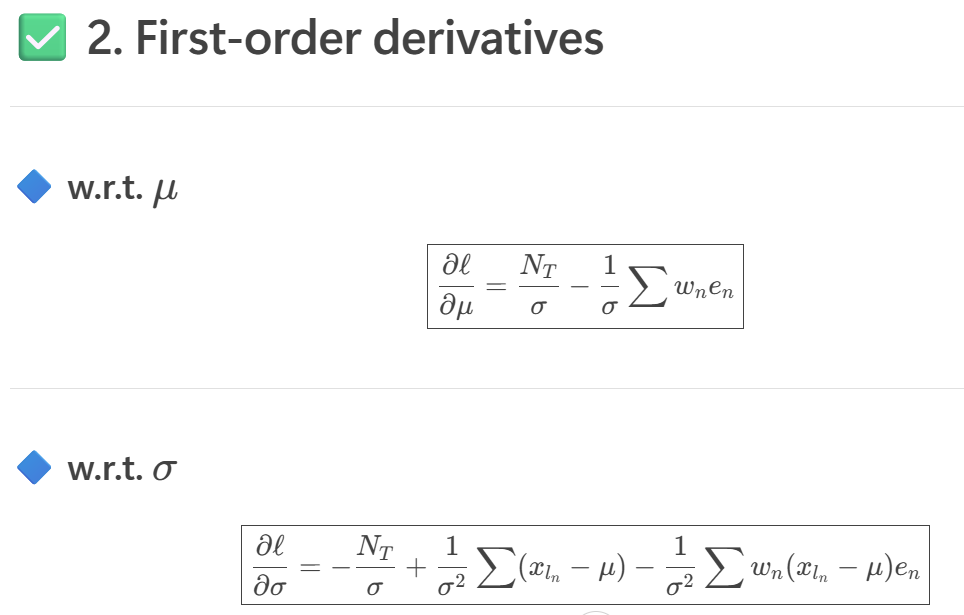 ✅ 2. First-order derivatives
🔷 w.r.t. μ
∂ℓ/∂μ = N_T/σ − 1/σ ∑ w_n e_n
🔷 w.r.t. σ
∂ℓ/∂σ = −N_T/σ + 1/σ² ∑(x_{l_n} − μ) − 1/σ² ∑ w_n(x_{l_n} − μ)e_n